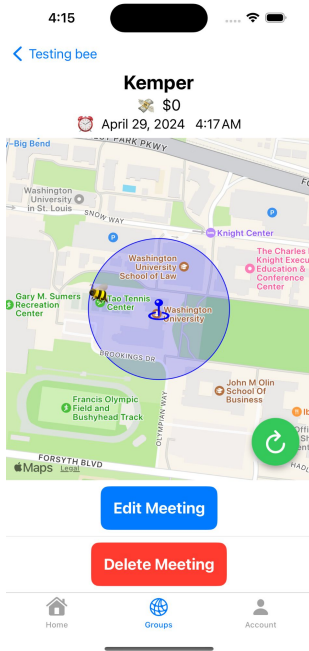 4:15
Testing bee
Kemper
$0
April 29, 2024 4:17 AM
-Big Bend
PARK PKWY
Washington
University
in St. Louis
SNOW WAY
P
Knight Center
P
Washington
University
School of Law
The Charles
Knight Execu
Education &
Conference
Center
Gary M. Sumers
Recreation
Center
Tao Tennis
Center
Washington
University
BROOKINGS DR
John M Olin
School Of
Business
Francis Olympic
Field and
Bushyhead Track
OLYMPIAN WAY
FORSYTH BLVD
Maps Legal
Edit Meeting
Delete Meeting
Home
Groups
Account